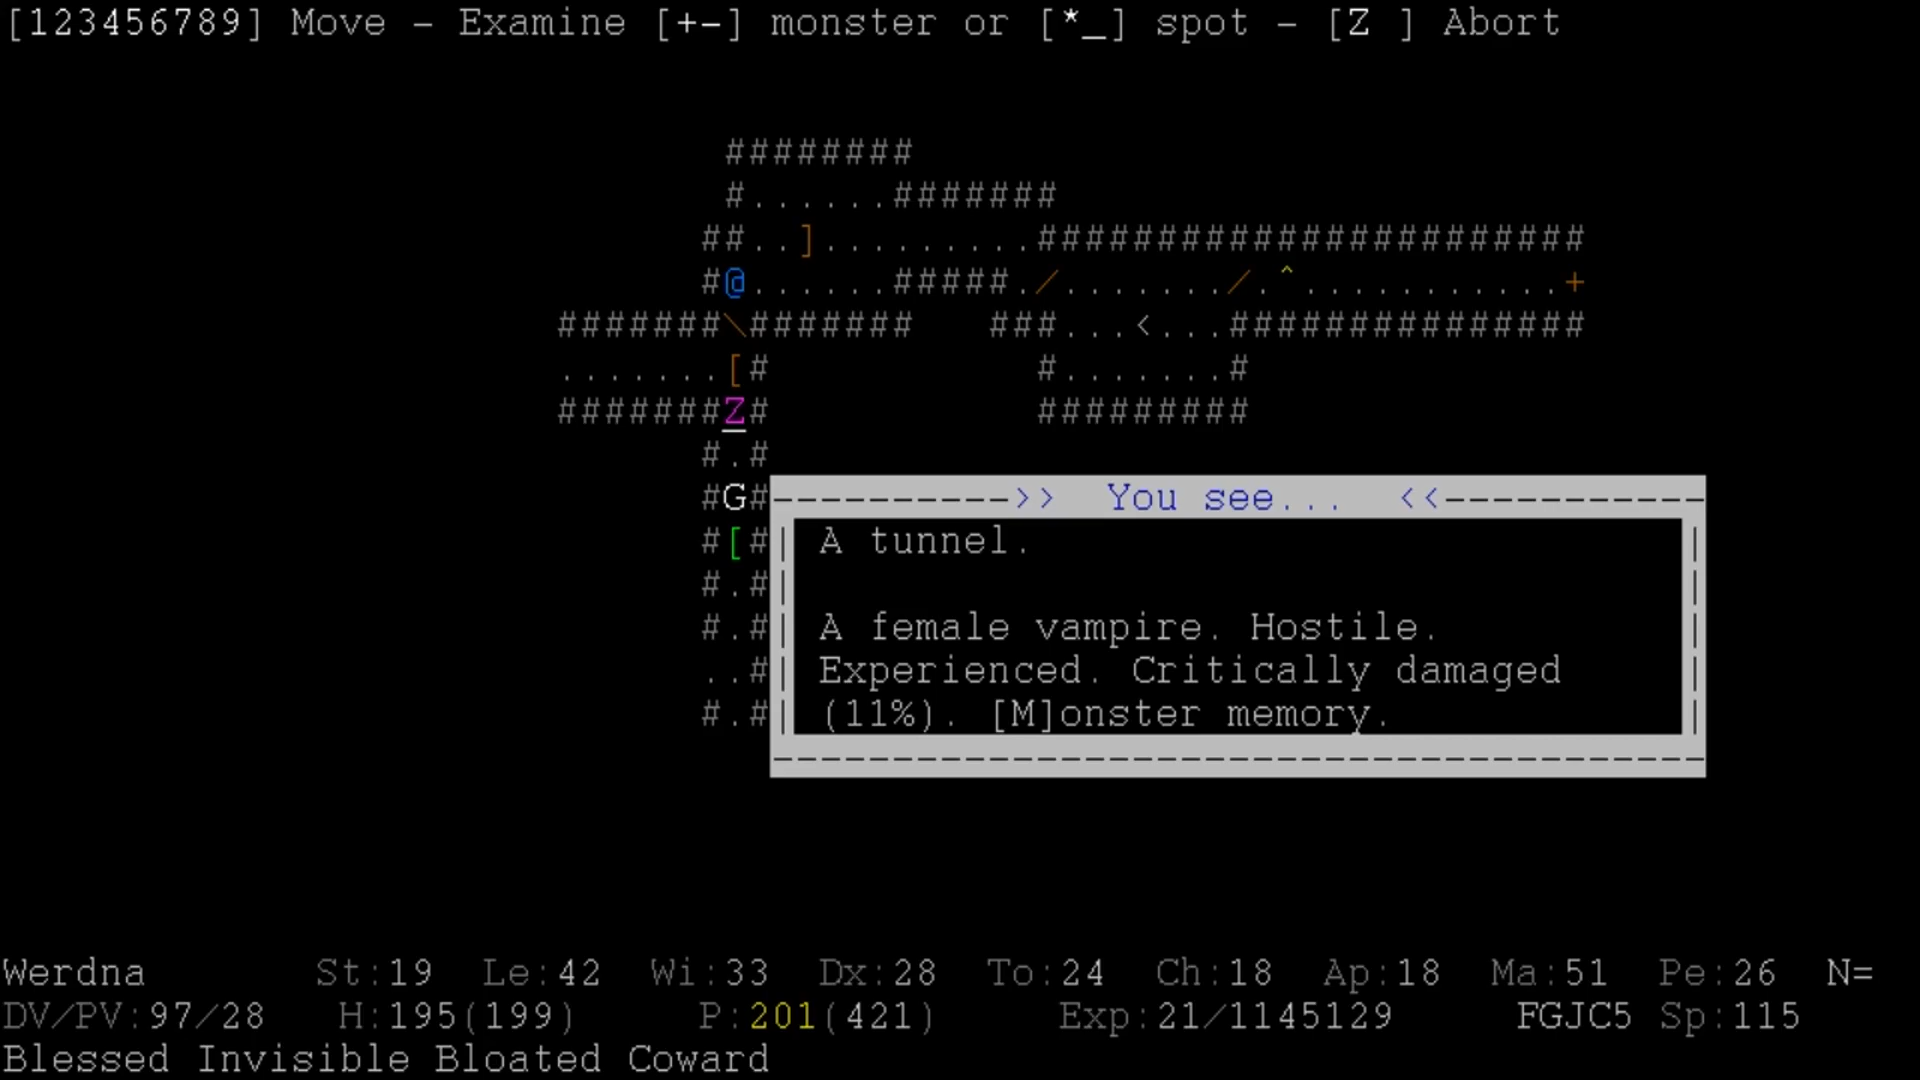 [123456789] Move - Examine [+-] monster or [*_] spot - [Z ] Abort
########
#......#######
##..].........#######################
#@......#####./......./.^...........+
#######\#######   ###...<...###############
.......[#           #.......#
#######Z#           #########
#.#
#G#----------->>  You see...  <<-----------
#[#| A tunnel. |
#.#|
#.#| A female vampire. Hostile.
..#| Experienced. Critically damaged
#.#| (11%). [M]onster memory. |
---------------------------------------
Werdna St:19 Le:42 Wi:33 Dx:28 To:24 Ch:18 Ap:18 Ma:51 Pe:26 N=
DV/PV:97/28 H:195(199) P:201(421) Exp:21/1145129 FGJC5 Sp:115
Blessed Invisible Bloated Coward